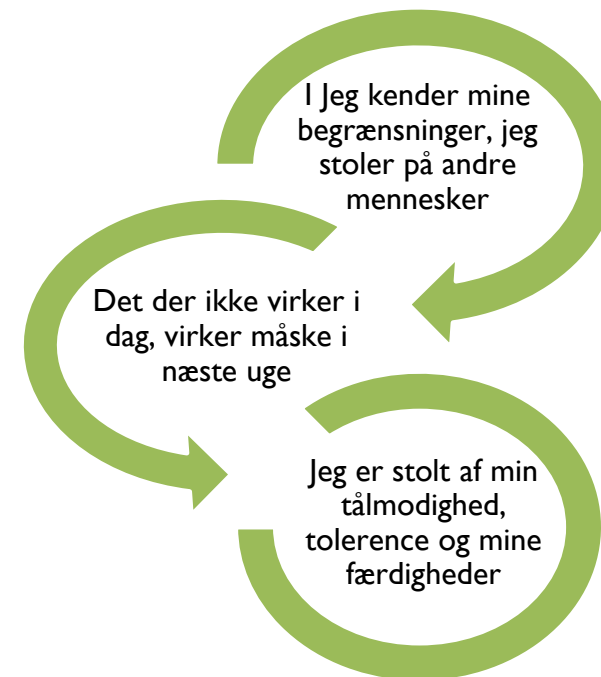 I Jeg kender mine
begrænsninger, jeg
stoler på andre
mennesker
Det der ikke virker i
dag, virker måske i
næste uge
Jeg er stolt af min
tålmodighed,
tolerence og mine
færdigheder